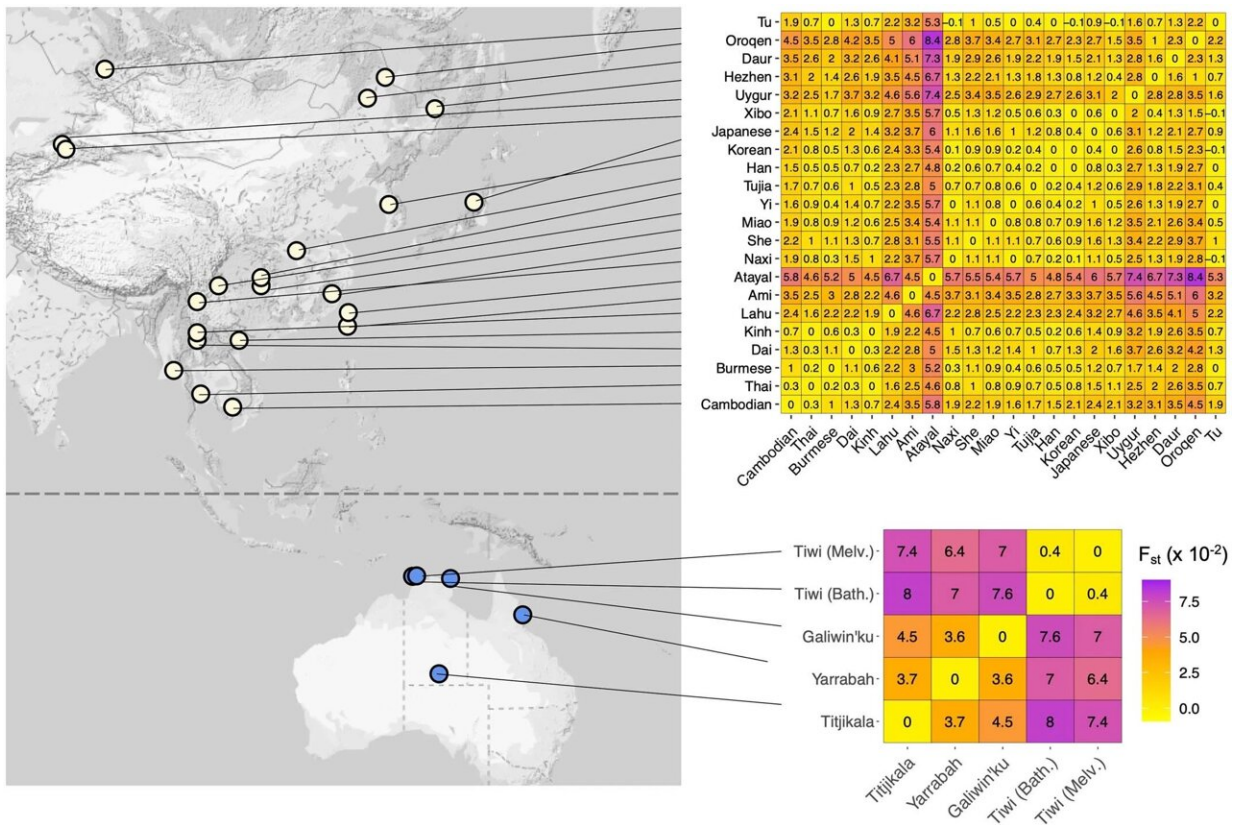 Tu 1.9 0.7 0 1.3 0.7 2.2 3.2 5.3 −0.1 1 0.5 0 0.4 0 −0.1 0.9 −0.1 1.6 0.7 1.3 2.2 0
Oroqen 4.5 3.5 2.8 4.2 3.5 5 6 8.4 2.8 3.7 3.4 2.7 3.1 2.7 2.3 2.7 1.5 3.5 1 2.3 0 2.2
Daur 3.5 2.6 2 3.2 2.6 4.1 5.1 7.3 1.9 2.9 2.6 1.9 2.2 1.9 1.5 2.1 1.3 2.8 1.6 0 2.3 1.3
Hezhen 3.1 2 1.4 2.6 1.9 3.5 4.5 6.7 1.3 2.2 2.1 1.3 1.8 1.3 0.8 1.2 0.4 2.8 0 1.6 1 0.7
Uygur 3.2 2.5 1.7 3.7 3.2 4.6 5.6 7.4 2.5 3.4 3.5 2.6 2.9 2.7 2.6 3.1 2 0 2.8 2.8 3.5 1.6
Xibo 2.1 1.1 0.7 1.6 0.9 2.7 3.5 5.7 0.5 1.3 1.2 0.5 0.6 0.3 0 0.6 0 2 0.4 1.3 1.5 −0.1
Japanese 2.4 1.5 1.2 2 1.4 3.2 3.7 6 1.1 1.6 1.6 1 1.2 0.8 0.4 0 0.6 3.1 1.2 2.1 2.7 0.9
Korean 2.1 0.9 0.5 1.3 0.6 2.4 3.3 5.4 0.1 0.9 0.9 0.2 0.4 0 0 0.4 0 2.6 0.8 1.5 2.3 −0.1
Han 1.5 0.5 0.5 0.7 0.2 2.3 2.7 4.8 0.2 0.6 0.7 0.4 0.2 0 0 0.8 0.3 2.7 1.3 1.9 2.7 0
Tujia 1.7 0.7 0.6 1 0.5 2.3 2.8 5 0.7 0.7 0.8 0.6 0 0.2 0.4 1.2 0.6 2.9 1.8 2.2 3.1 0.4
Yi 1.6 0.9 0.4 1.4 0.7 2.2 3.5 5.7 0 1.1 0.8 0 0.6 0.4 0.2 1 0.5 2.6 1.3 1.9 2.7 0
Miao 1.9 0.8 0.9 1.2 0.6 2.5 3.4 5.4 1.1 1.1 0 0.8 0.8 0.7 0.9 1.6 1.2 3.5 2.1 2.6 3.4 0.5
She 2.2 1 1.1 1.3 0.7 2.8 3.1 5.5 1.1 0 1.1 1.1 0.7 0.6 0.9 1.6 1.3 3.4 2.2 2.9 3.7 1
Naxi 1.9 0.8 0.3 1.5 1 2.2 3.7 5.7 0 1.1 1.1 0 0.7 0.2 0.1 1.1 0.5 2.5 1.3 1.9 2.8 −0.1
Atayal 5.8 4.6 5.2 5 4.5 6.7 4.5 0 5.7 5.5 5.4 5.7 5 4.8 5.4 6 5.7 7.4 6.7 7.3 8.4 5.3
Ami 3.5 2.5 3 2.8 2.2 4.6 0 4.5 3.7 3.1 3.4 3.5 2.8 2.7 3.3 3.7 3.5 5.6 4.5 5.1 6 3.2
Lahu 2.4 1.6 2.2 2.2 1.9 0 4.6 6.7 2.2 2.8 2.5 2.2 2.3 2.3 2.4 3.2 2.7 4.6 3.5 4.1 5 2.2
Kinh 0.7 0 0.6 0.3 0 1.9 2.2 4.5 1 0.7 0.6 0.7 0.5 0.2 0.6 1.4 0.9 3.2 1.9 2.6 3.5 0.7
Dai 1.3 0.3 1.1 0 0.3 2.2 2.8 5 1.5 1.3 1.2 1.4 1 0.7 1.3 2 1.6 3.7 2.6 3.2 4.2 1.3
Burmese 1 0.2 0 1.1 0.6 2.2 3 5.2 0.3 1.1 0.9 0.4 0.6 0.5 0.5 1.2 0.7 1.7 1.4 2 2.8 0
Thai 0.3 0 0.2 0.3 0 1.6 2.5 4.6 0.8 1 0.8 0.9 0.7 0.5 0.8 1.5 1.1 2.5 2 2.6 3.5 0.7
Cambodian 0 0.3 1 1.3 0.7 2.4 3.5 5.8 1.9 2.2 1.9 1.6 1.7 1.5 2.1 2.4 2.1 3.2 3.1 3.5 4.5 1.9
Cambodian Thai Burmese Dai Kinh Lahu Ami Atayal Naxi She Miao Yi Tujia Han Korean Japanese Xibo Uygur Hezhen Daur Oroqen Tu
Tiwi (Melv.) 7.4 6.4 7 0.4 0
Tiwi (Bath.) 8 7 7.6 0 0.4
Galiwin'ku 4.5 3.6 0 7.6 7
Yarrabah 3.7 0 3.6 7 6.4
Titjikala 0 3.7 4.5 8 7.4
Titjikala Yarrabah Galiwin'ku Tiwi (Bath.) Tiwi (Melv.)
Fst (x 10-2)
7.5
5.0
2.5
0.0